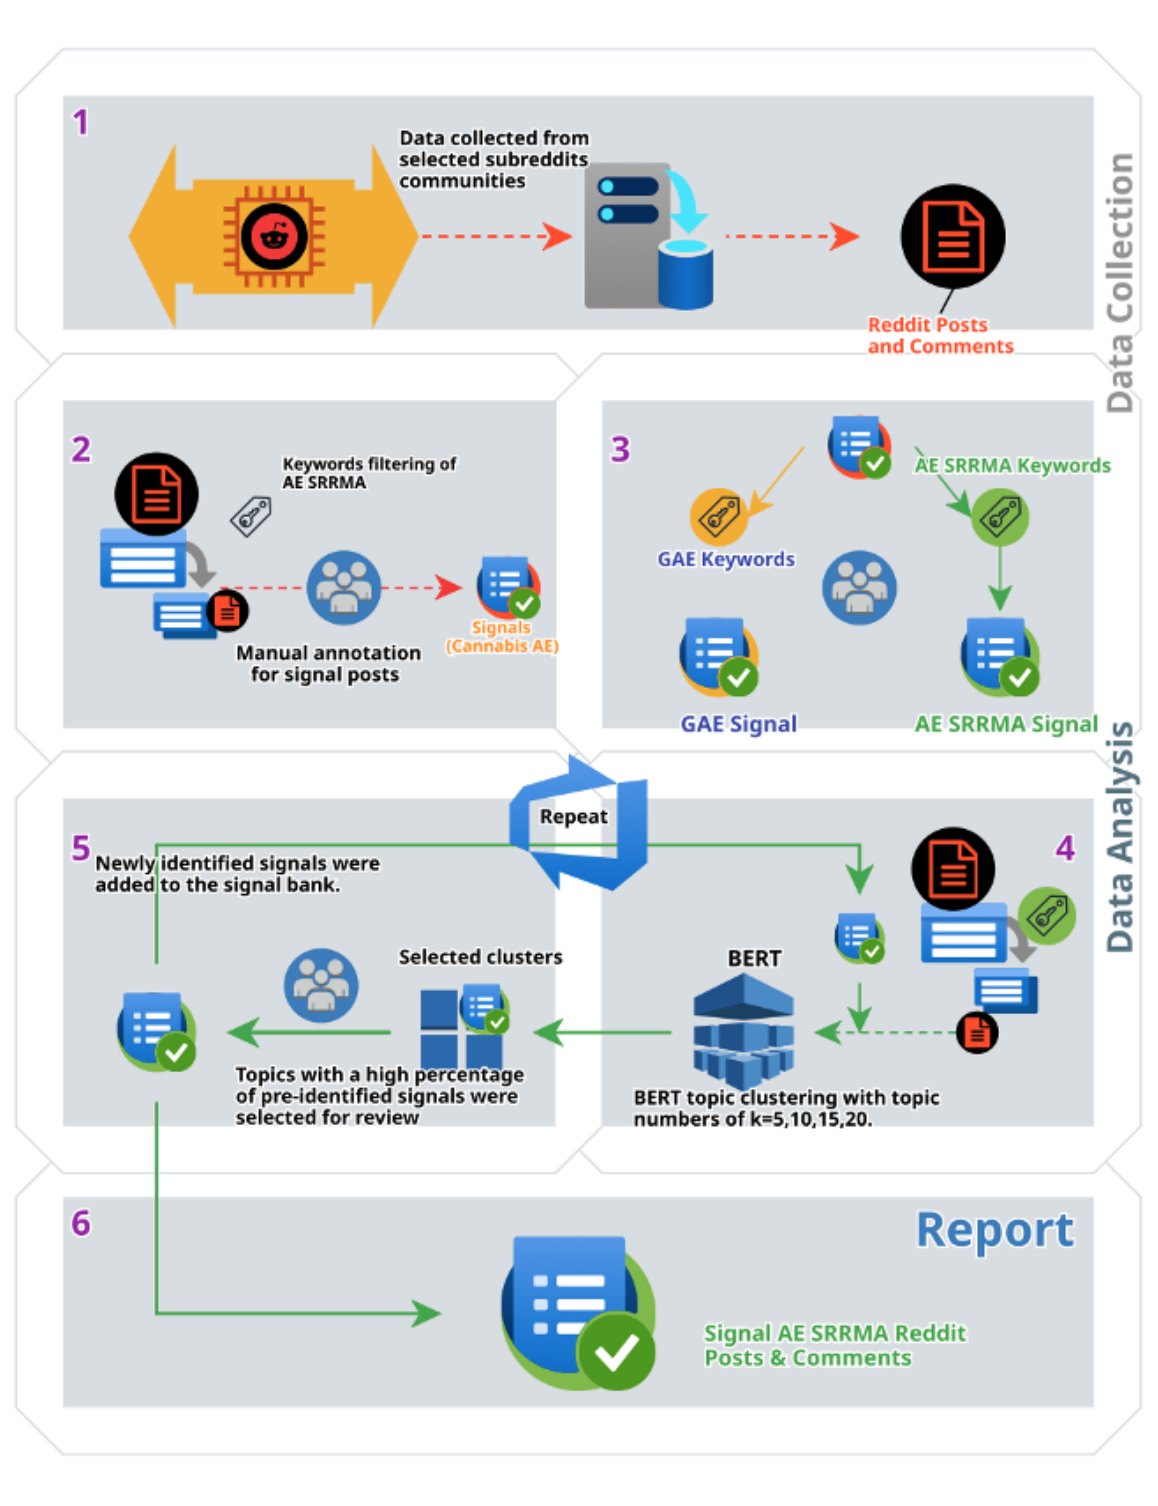 1
Data collected from
selected subreddits
communities
Reddit Posts
and Comments
Data Collection
2
Keywords filtering of
AE SRRMA
Manual annotation
for signal posts
Signals
(Cannabis AE)
3
AE SRRMA Keywords
GAE Keywords
GAE Signal
AE SRRMA Signal
Data Analysis
Repeat
4
BERT
BERT topic clustering with topic
numbers of k=5,10,15,20.
5
Newly identified signals were
added to the signal bank.
Selected clusters
Topics with a high percentage
of pre-identified signals were
selected for review
6
Report
Signal AE SRRMA Reddit
Posts & Comments